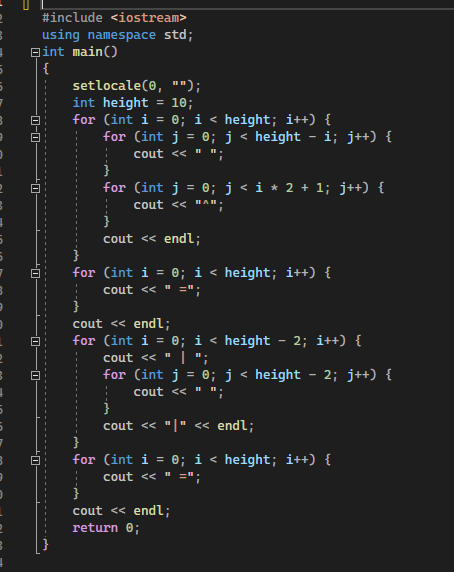 #include <iostream>
using namespace std;
int main()
{
    setlocale(0, "");
    int height = 10;
    for (int i = 0; i < height; i++) {
        for (int j = 0; j < height - i; j++) {
            cout << " ";
        }
        for (int j = 0; j < i * 2 + 1; j++) {
            cout << "^";
        }
        cout << endl;
    }
    for (int i = 0; i < height; i++) {
        cout << " =";
    }
    cout << endl;
    for (int i = 0; i < height - 2; i++) {
        cout << " | ";
        for (int j = 0; j < height - 2; j++) {
            cout << " ";
        }
        cout << "|" << endl;
    }
    for (int i = 0; i < height; i++) {
        cout << " =";
    }
    cout << endl;
    return 0;
}